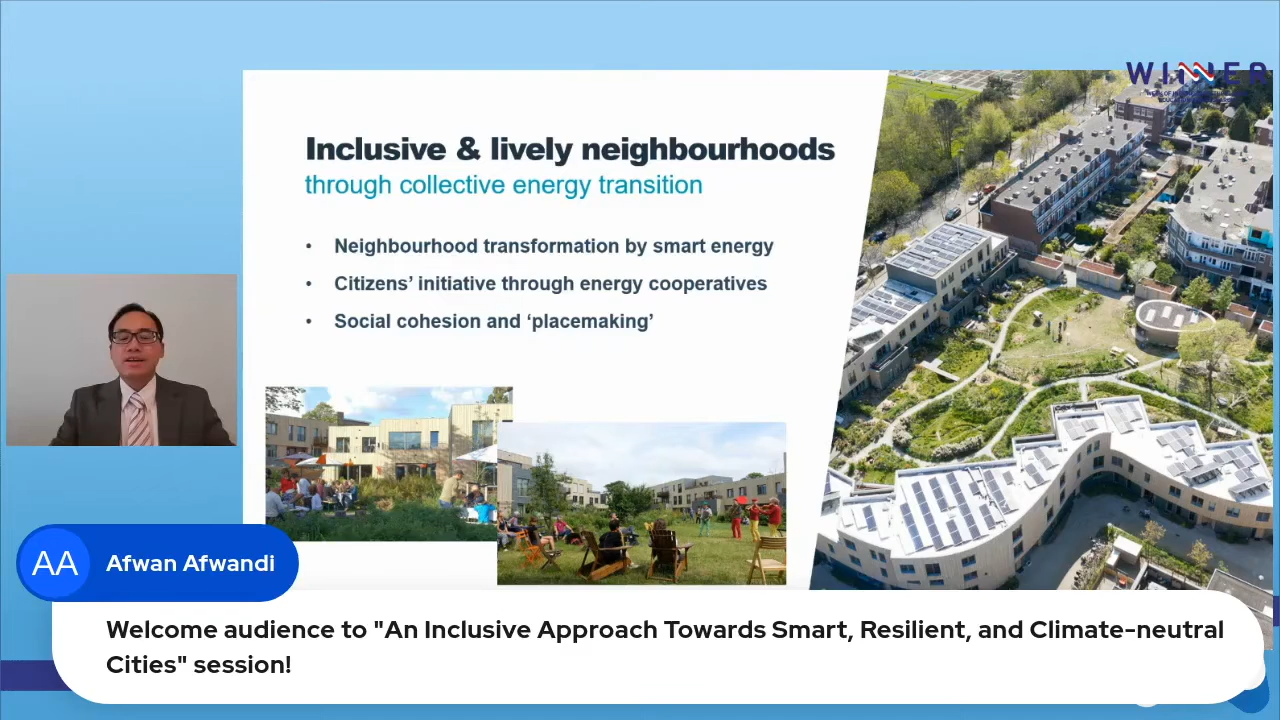 WINNER
Inclusive & lively neighbourhoods
through collective energy transition
• Neighbourhood transformation by smart energy
• Citizens’ initiative through energy cooperatives
• Social cohesion and ‘placemaking’
AA Afwan Afwandi
Welcome audience to "An Inclusive Approach Towards Smart, Resilient, and Climate-neutral
Cities" session!